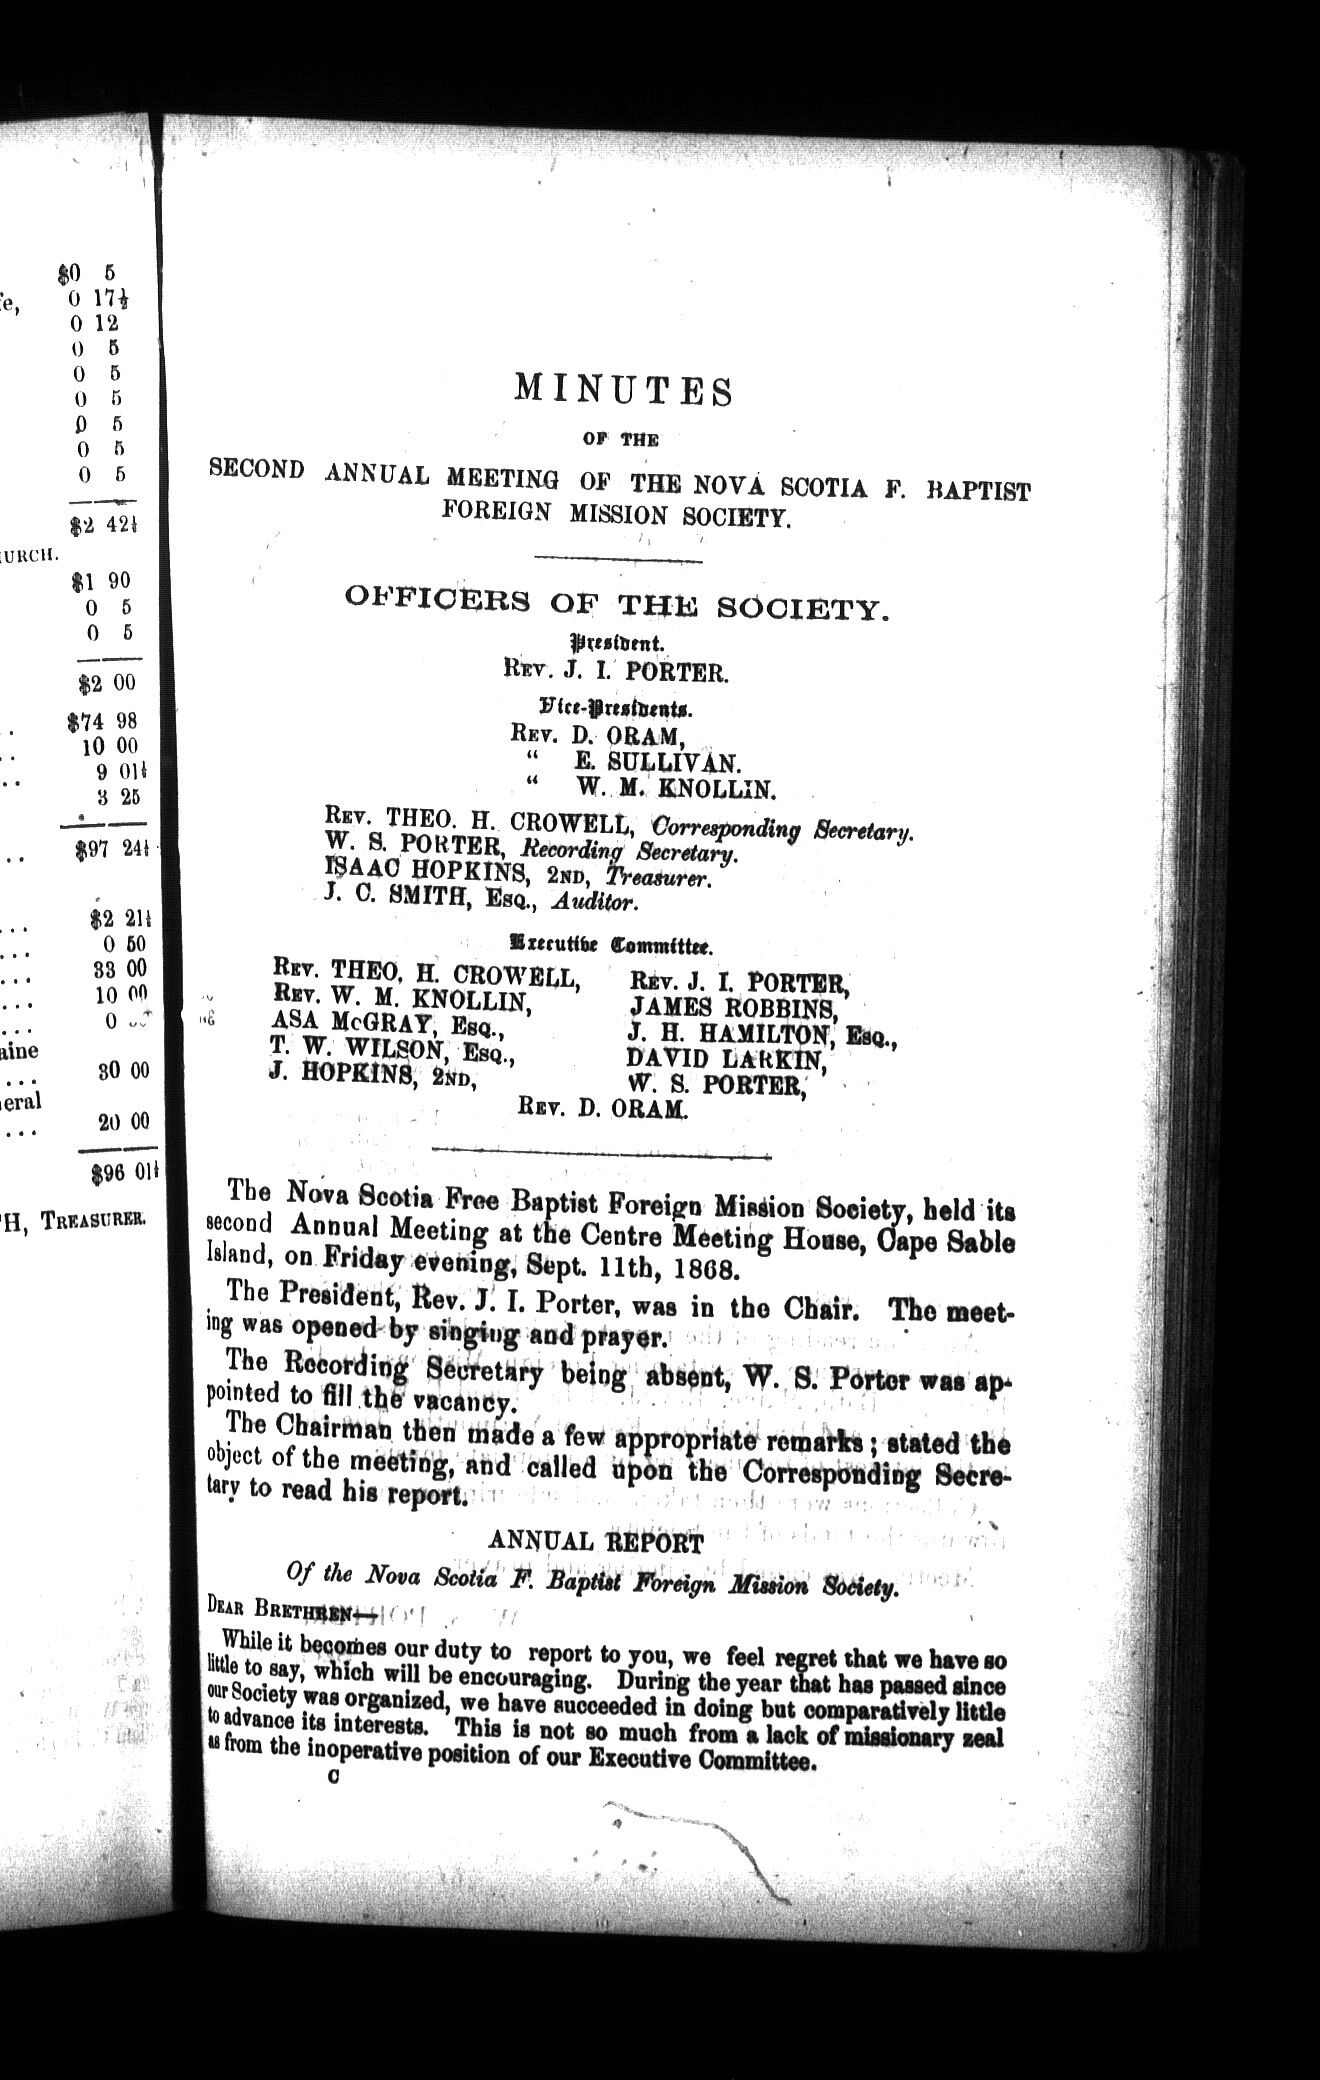 $0 5
fe, 0 17½
0 12
0 5
0 5
0 5
0 5
0 5
0 5
$2 42½
HURCH.
$1 90
0 5
0 5
$2 00
.. $74 98
.. 10 00
.. 9 01½
3 25
.. $97 24½
... $2 21½
... 0 50
... 33 00
... 10 00
... 0
aine
... 30 00
neral
... 20 00
$96 01½
TH, TREASURER.
MINUTES
OF THE
SECOND ANNUAL MEETING OF THE NOVA SCOTIA F. BAPTIST
FOREIGN MISSION SOCIETY.
OFFICERS OF THE SOCIETY.
President.
REV. J. I. PORTER.
Vice-Presidents.
REV. D. ORAM,
" E. SULLIVAN.
" W. M. KNOLLIN.
REV. THEO. H. CROWELL, Corresponding Secretary.
W. S. PORTER, Recording Secretary.
ISAAC HOPKINS, 2ND, Treasurer.
J. C. SMITH, ESQ., Auditor.
Executive Committee.
REV. THEO. H. CROWELL, REV. J. I. PORTER,
REV. W. M. KNOLLIN, JAMES ROBBINS,
ASA McGRAY, ESQ., J. H. HAMILTON, ESQ.,
T. W. WILSON, ESQ., DAVID LARKIN,
J. HOPKINS, 2ND, W. S. PORTER,
REV. D. ORAM.
The Nova Scotia Free Baptist Foreign Mission Society, held its
second Annual Meeting at the Centre Meeting House, Cape Sable
Island, on Friday evening, Sept. 11th, 1868.
The President, Rev. J. I. Porter, was in the Chair. The meet-
ing was opened by singing and prayer.
The Recording Secretary being absent, W. S. Porter was ap-
pointed to fill the vacancy.
The Chairman then made a few appropriate remarks; stated the
object of the meeting, and called upon the Corresponding Secre-
tary to read his report.
ANNUAL REPORT
Of the Nova Scotia F. Baptist Foreign Mission Society.
DEAR BRETHREN—
While it becomes our duty to report to you, we feel regret that we have so
little to say, which will be encouraging. During the year that has passed since
our Society was organized, we have succeeded in doing but comparatively little
to advance its interests. This is not so much from a lack of missionary zeal
as from the inoperative position of our Executive Committee.
C